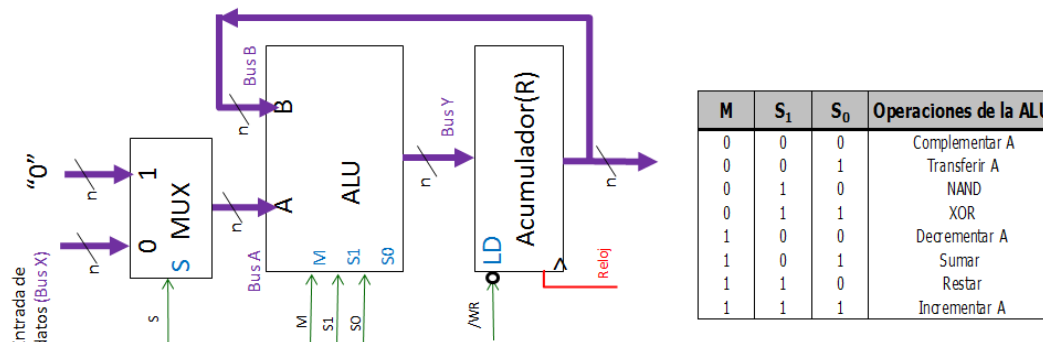 "0"
n
n
Entrada de
datos (Bus X)
0 1
S
MUX
S
n
Bus A
Bus B
n
B
A
ALU
M
S1
S0
M
S1
S0
Bus Y
n
Acumulador(R)
LD
>
/WR
Reloj
n
M S1 S0 Operaciones de la ALU
0 0 0 Complementar A
0 0 1 Transferir A
0 1 0 NAND
0 1 1 XOR
1 0 0 Decrementar A
1 0 1 Sumar
1 1 0 Restar
1 1 1 Incrementar A